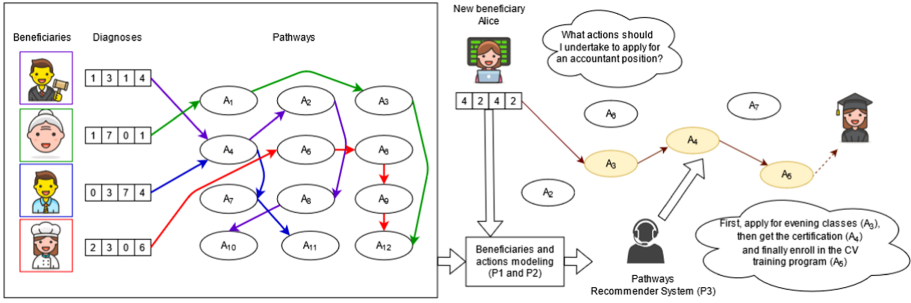 Beneficiaries
Diagnoses
Pathways
1 3 1 4
1 7 0 1
0 3 7 4
2 3 0 6
A1
A2
A3
A4
A5
A6
A7
A8
A9
A10
A11
A12
New beneficiary
Alice
What actions should
I undertake to apply for
an accountant position?
4 2 4 2
A6
A7
A3
A4
A5
A2
Beneficiaries and
actions modeling
(P1 and P2)
Pathways
Recommender System (P3)
First, apply for evening classes (A3),
then get the certification (A4)
and finally enroll in the CV
training program (A5)